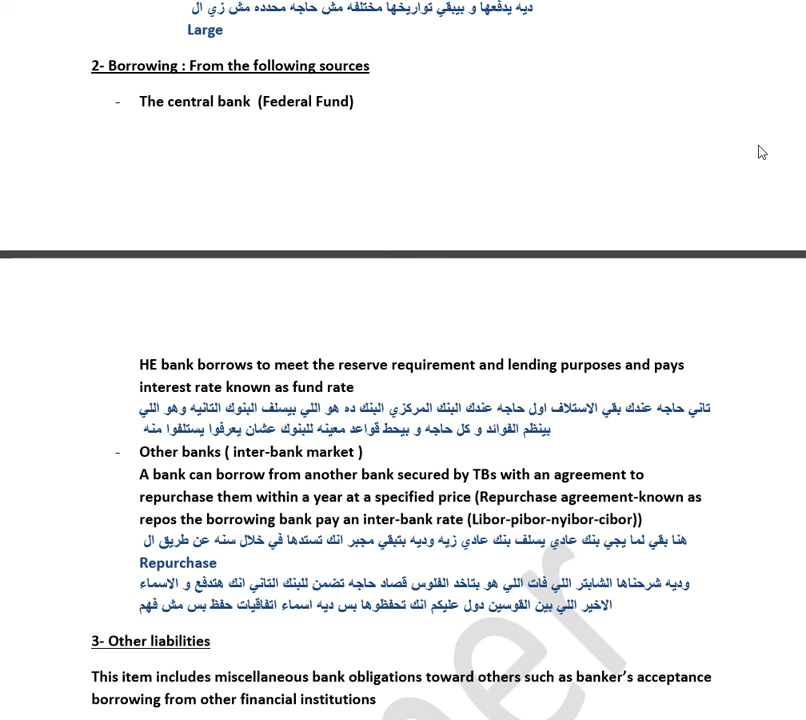 ديه يدفعها و بيبقي تواريخها مختلفه مش حاجه محدده مش زي ال
Large
2- Borrowing : From the following sources
- The central bank (Federal Fund)
HE bank borrows to meet the reserve requirement and lending purposes and pays
interest rate known as fund rate
تاني حاجه عندك بقي الاستلاف اول حاجه عندك البنك المركزي البنك ده هو اللي بيسلف البنوك التانيه وهو اللي
بينظم الفوائد و كل حاجه و بيحط قواعد معينه للبنوك عشان يعرفوا يستلفوا منه
- Other banks ( inter-bank market )
A bank can borrow from another bank secured by TBs with an agreement to
repurchase them within a year at a specified price (Repurchase agreement-known as
repos the borrowing bank pay an inter-bank rate (Libor-pibor-nyibor-cibor))
هنا بقي لما يجي بنك عادي يسلف بنك عادي زيه وديه بتبقي مجبر انك تستدها في خلال سنه عن طريق ال
Repurchase
وديه شرحناها الشابتر اللي فات اللي هو بتاخد الفلوس قصاد حاجه تضمن للبنك التاني انك هتدفع و الاسماء
الاخير اللي بين القوسين دول عليكم انك تحفظوها بس ديه اسماء اتفاقيات حفظ بس مش فهم
3- Other liabilities
This item includes miscellaneous bank obligations toward others such as banker’s acceptance
borrowing from other financial institutions